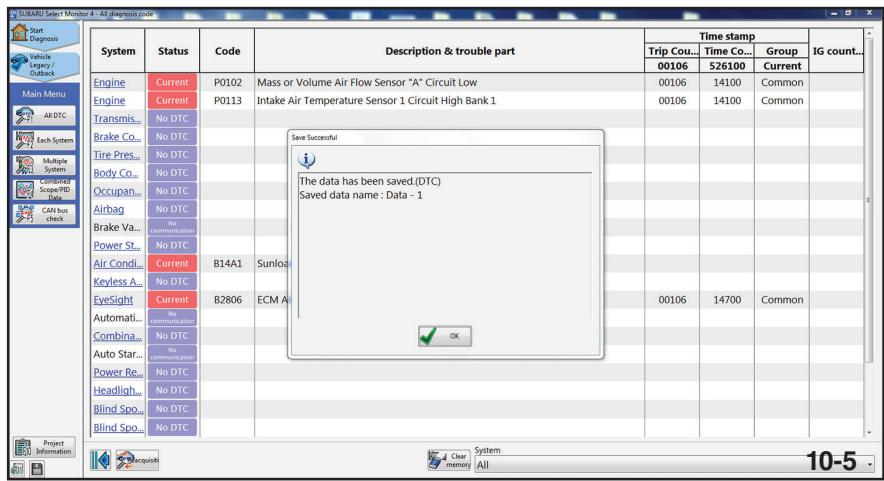 SUBARU Select Monitor 4 - All diagnosis code
Start
Diagnosis
Vehicle
Legacy /
Outback
Main Menu
All DTC
Each System
Multiple
System
Combined
Scope/PID
Data
CAN bus
check
Project
Information
System Status Code Description & trouble part Time stamp IG count...
Trip Cou... Time Co... Group
00106 526100 Current
Engine Current P0102 Mass or Volume Air Flow Sensor "A" Circuit Low 00106 14100 Common
Engine Current P0113 Intake Air Temperature Sensor 1 Circuit High Bank 1 00106 14100 Common
Transmis... No DTC
Brake Co... No DTC
Tire Pres... No DTC
Body Co... No DTC
Occupan... No DTC
Airbag No DTC
Brake Va... No communication
Power St... No DTC
Air Condi... Current B14A1 Sunloa
Keyless A... No DTC
EyeSight Current B2806 ECM A 00106 14700 Common
Automati... No communication
Combina... No DTC
Auto Star... No communication
Power Re... No DTC
Headligh... No DTC
Blind Spo... No DTC
Blind Spo... No DTC
Save Successful
The data has been saved.(DTC)
Saved data name : Data - 1
OK
Reacquisiti
Clear
memory
System
All
10-5